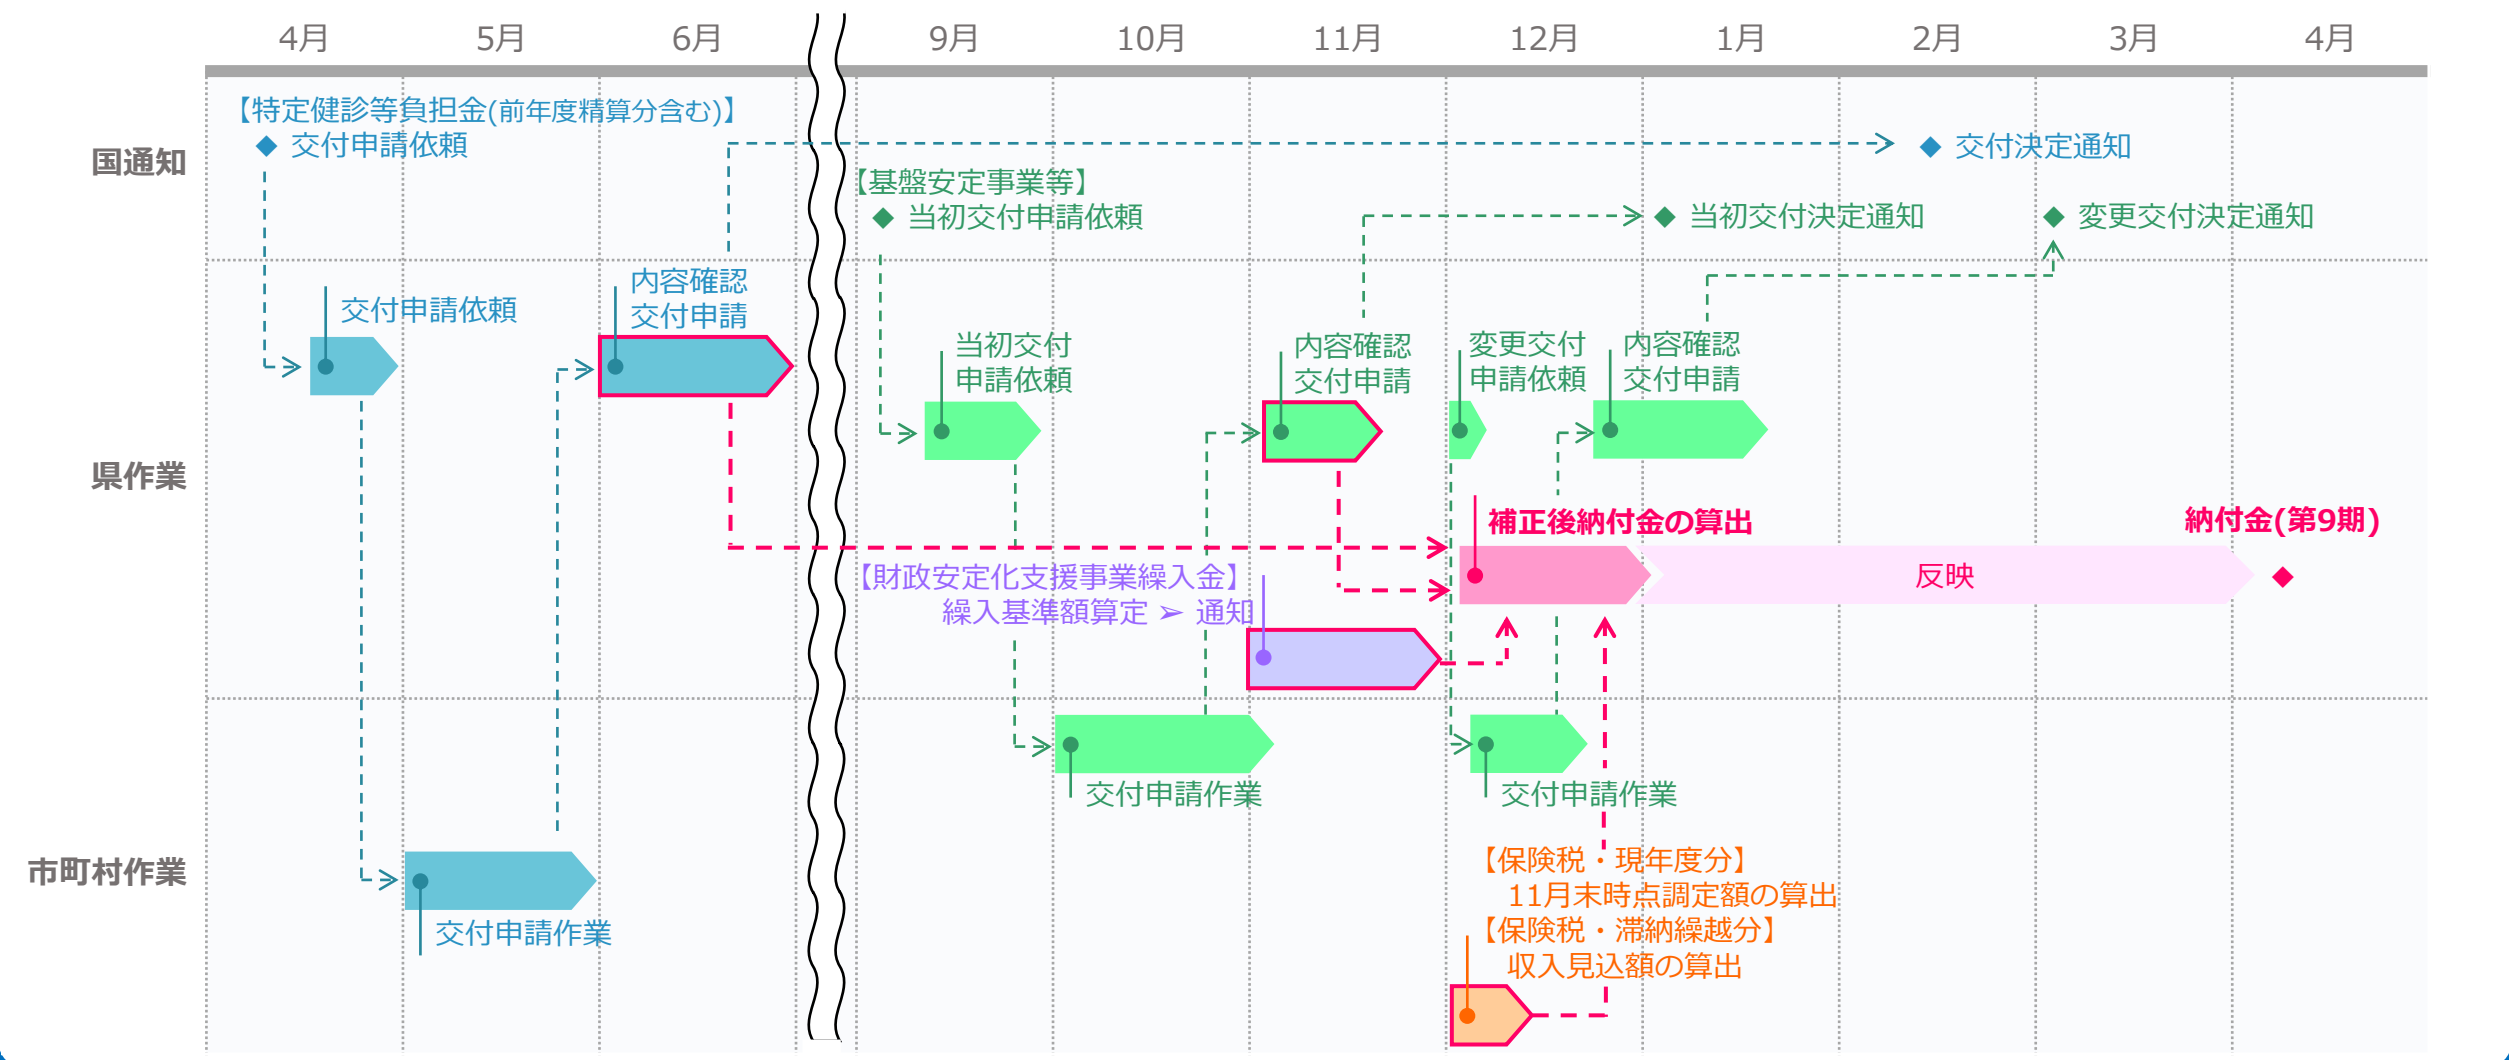 4月 5月 6月 9月 10月 11月 12月 1月 2月 3月 4月
国通知
【特定健診等負担金(前年度精算分含む)】
◆ 交付申請依頼
◆ 交付決定通知
【基盤安定事業等】
◆ 当初交付申請依頼
◆ 当初交付決定通知
◆ 変更交付決定通知
県作業
交付申請依頼
内容確認
交付申請
当初交付
申請依頼
内容確認
交付申請
変更交付
申請依頼
内容確認
交付申請
補正後納付金の算出
反映
納付金(第9期)
【財政安定化支援事業繰入金】
繰入基準額算定 ➢ 通知
市町村作業
交付申請作業
交付申請作業
交付申請作業
【保険税・現年度分】
11月末時点調定額の算出
【保険税・滞納繰越分】
収入見込額の算出